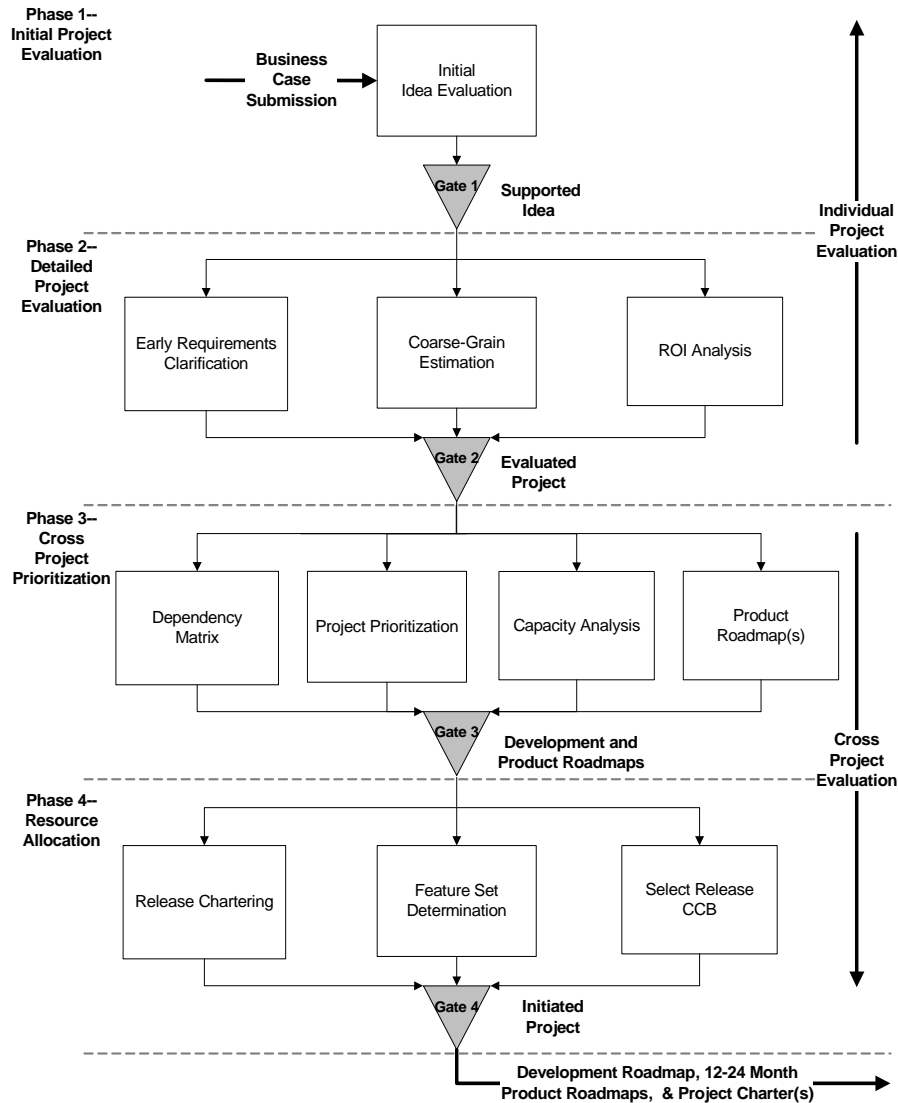 Phase 1--
Initial Project
Evaluation
Business
Case
Submission
Initial
Idea Evaluation
Gate 1
Supported
Idea
Individual
Project
Evaluation
Phase 2--
Detailed
Project
Evaluation
Early Requirements
Clarification
Coarse-Grain
Estimation
ROI Analysis
Gate 2
Evaluated
Project
Phase 3--
Cross
Project
Prioritization
Dependency
Matrix
Project Prioritization
Capacity Analysis
Product
Roadmap(s)
Gate 3
Development and
Product Roadmaps
Cross
Project
Evaluation
Phase 4--
Resource
Allocation
Release Chartering
Feature Set
Determination
Select Release
CCB
Gate 4
Initiated
Project
Development Roadmap, 12-24 Month
Product Roadmaps, & Project Charter(s)